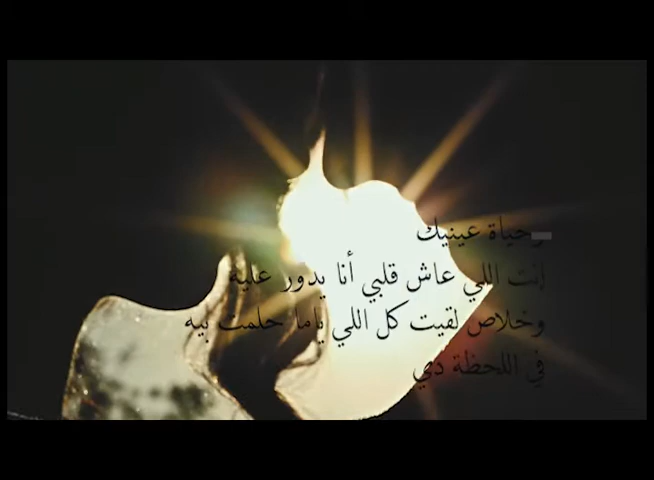 وحياة عينيك
إنت اللي عاش قلبي أنا يدور عليه
وخلاص لقيت كل اللي ياما حلمت بيه
في اللحظة دي